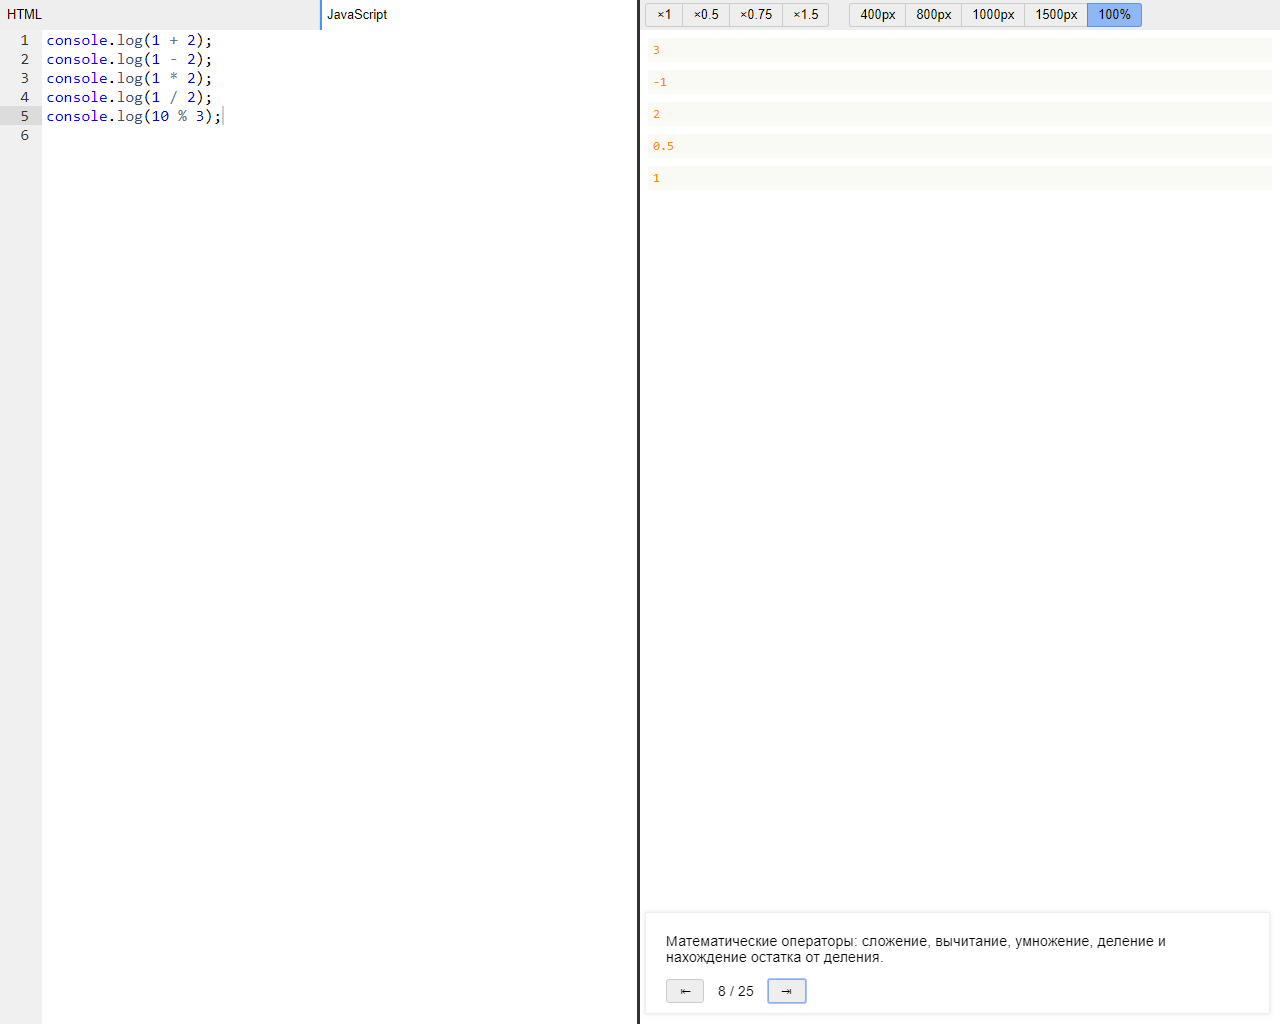 HTML
JavaScript
×1 ×0.5 ×0.75 ×1.5 400px 800px 1000px 1500px 100%
1 console.log(1 + 2);
2 console.log(1 - 2);
3 console.log(1 * 2);
4 console.log(1 / 2);
5 console.log(10 % 3);
6
3
-1
2
0.5
1
Математические операторы: сложение, вычитание, умножение, деление и
нахождение остатка от деления.
⇤ 8 / 25 ⇥